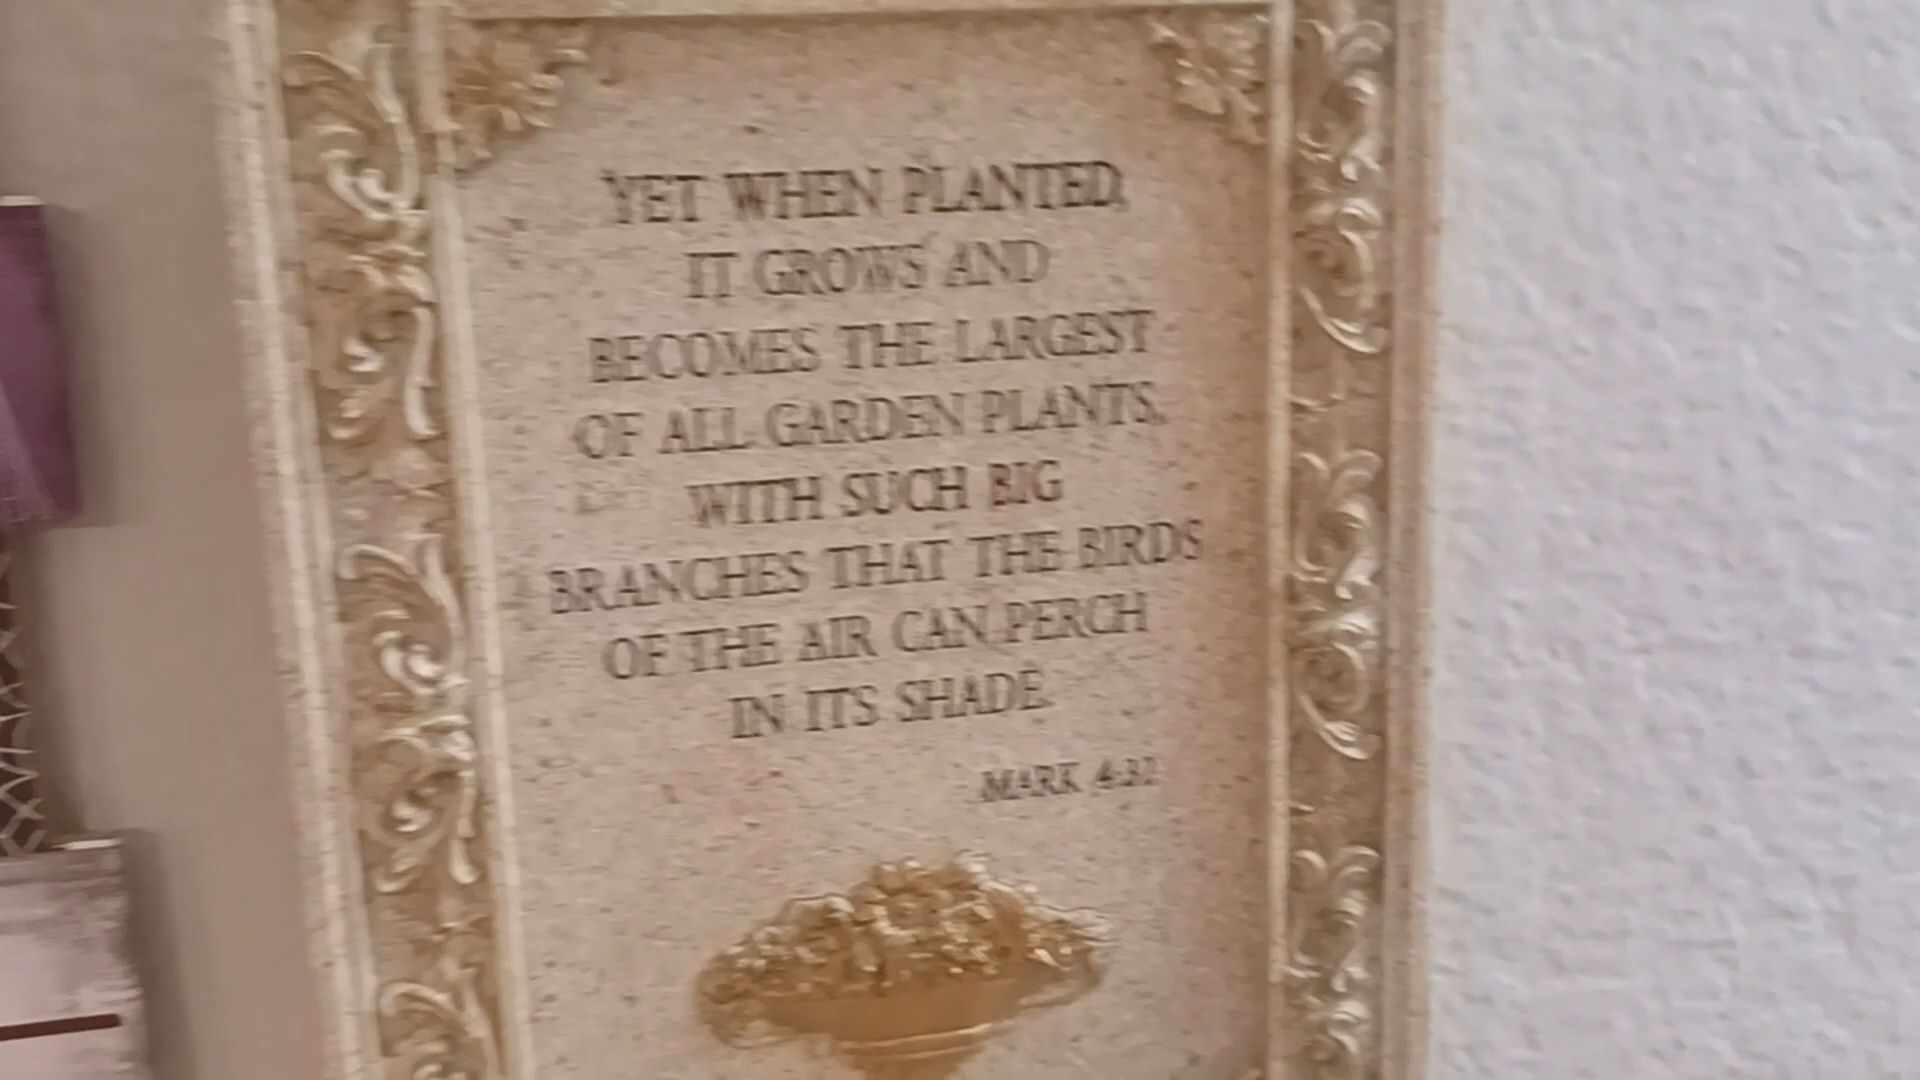 YET WHEN PLANTED,
IT GROWS AND
BECOMES THE LARGEST
OF ALL GARDEN PLANTS,
WITH SUCH BIG
BRANCHES THAT THE BIRDS
OF THE AIR CAN PERCH
IN ITS SHADE.
MARK 4:32